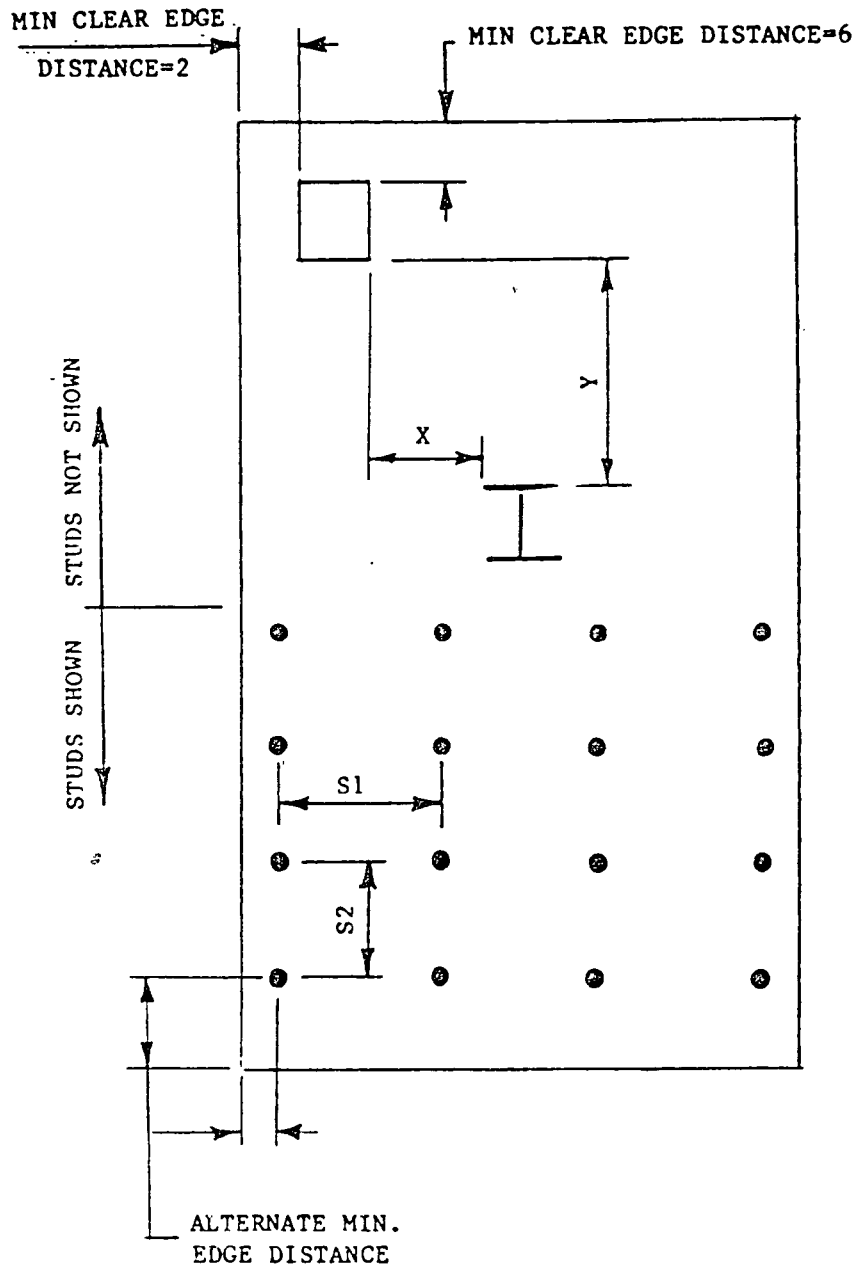 MIN CLEAR EDGE
DISTANCE=2
MIN CLEAR EDGE DISTANCE=6
Y
X
STUDS NOT SHOWN
STUDS SHOWN
S1
S2
ALTERNATE MIN.
EDGE DISTANCE